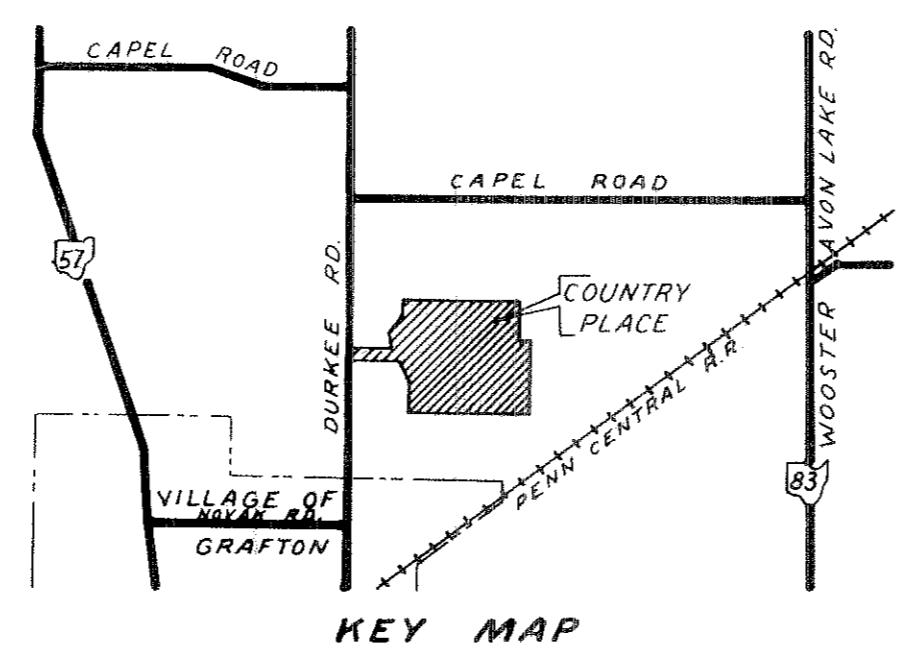 CAPEL ROAD
WOOSTER AVON LAKE RD.
CAPEL ROAD
57
DURKEE RD.
COUNTRY
PLACE
PENN CENTRAL R.R.
83
VILLAGE OF
NOVAK RD.
GRAFTON
KEY MAP